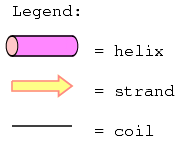 Legend:
= helix
= strand
= coil